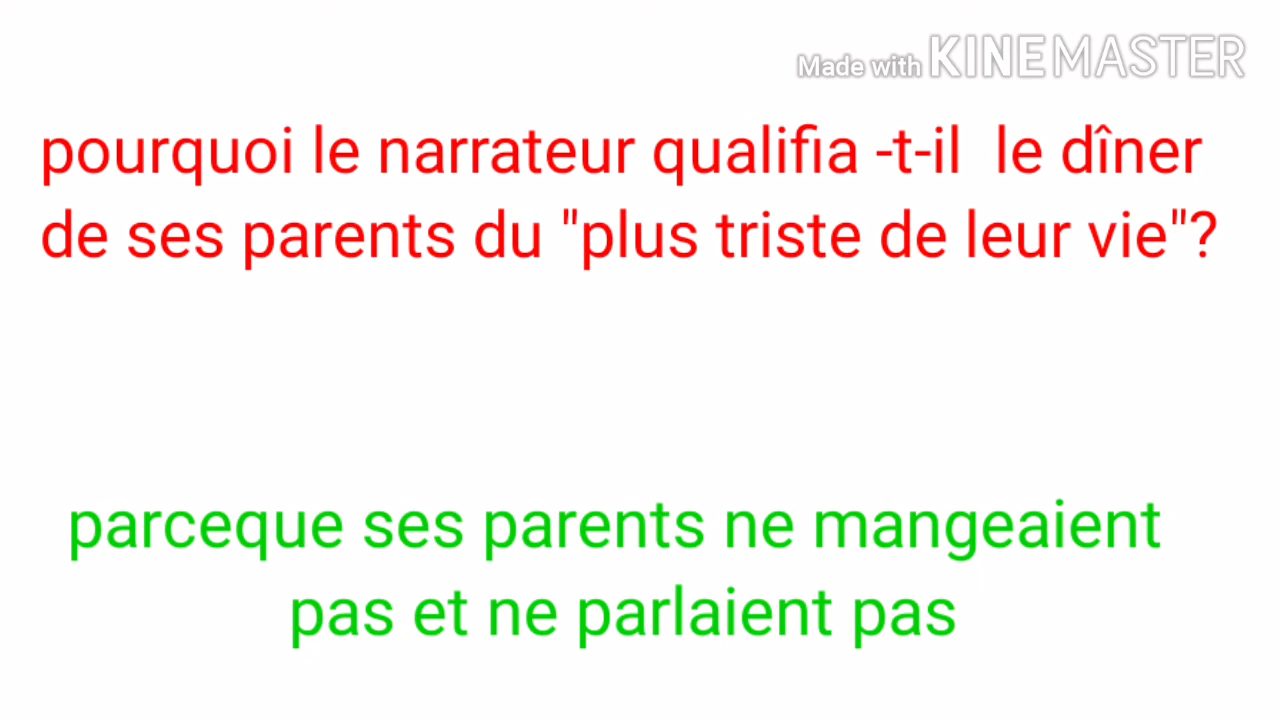 Made with KINEMASTER
pourquoi le narrateur qualifia -t-il le dîner
de ses parents du "plus triste de leur vie"?
parceque ses parents ne mangeaient
pas et ne parlaient pas